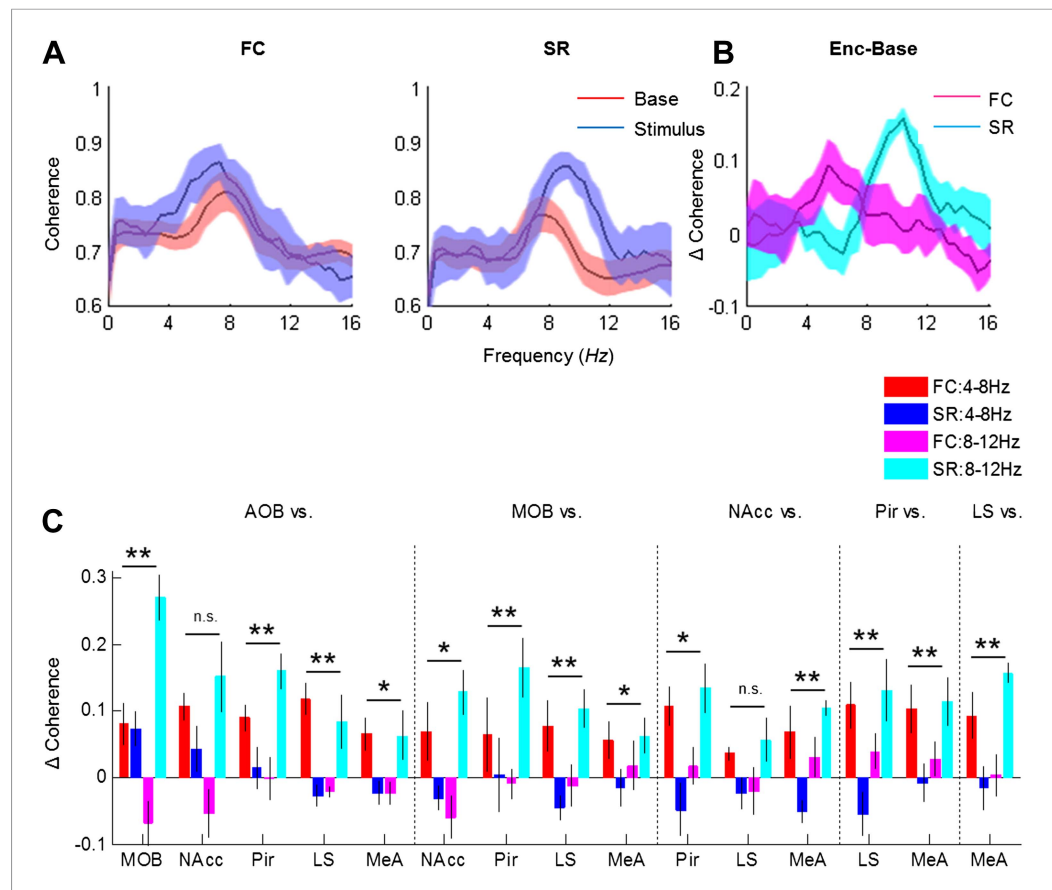 A
FC
SR
B
Enc-Base
1
0.9
0.8
0.7
0.6
Coherence
0
4
8
12
16
1
0.9
0.8
0.7
0.6
Base
Stimulus
0
4
8
12
16
Frequency (Hz)
0.2
0.1
0
-0.1
Δ Coherence
FC
SR
0
4
8
12
16
FC:4-8Hz
SR:4-8Hz
FC:8-12Hz
SR:8-12Hz
C
AOB vs.
MOB vs.
NAcc vs.
Pir vs.
LS vs.
0.3
0.2
0.1
0
-0.1
Δ Coherence
**
n.s.
**
**
*
*
**
**
*
*
n.s.
**
**
**
**
MOB
NAcc
Pir
LS
MeA
NAcc
Pir
LS
MeA
Pir
LS
MeA
LS
MeA
MeA